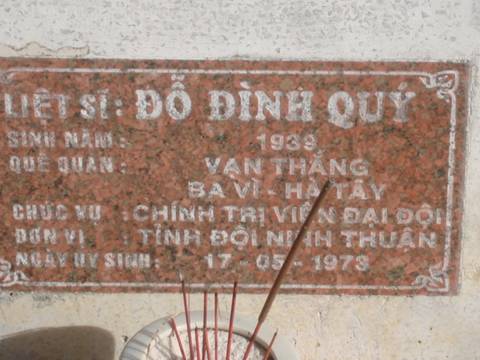 LIỆT SĨ: ĐỖ ĐÌNH QUÝ
SINH NĂM: 1939
QUÊ QUÁN: VẠN THẮNG
BA VÌ - HÀ TÂY
CHỨC VỤ : CHÍNH TRỊ VIÊN ĐẠI ĐỘI
ĐƠN VỊ : TỈNH ĐỘI NINH THUẬN
NGÀY HY SINH: 17 - 05 - 1973